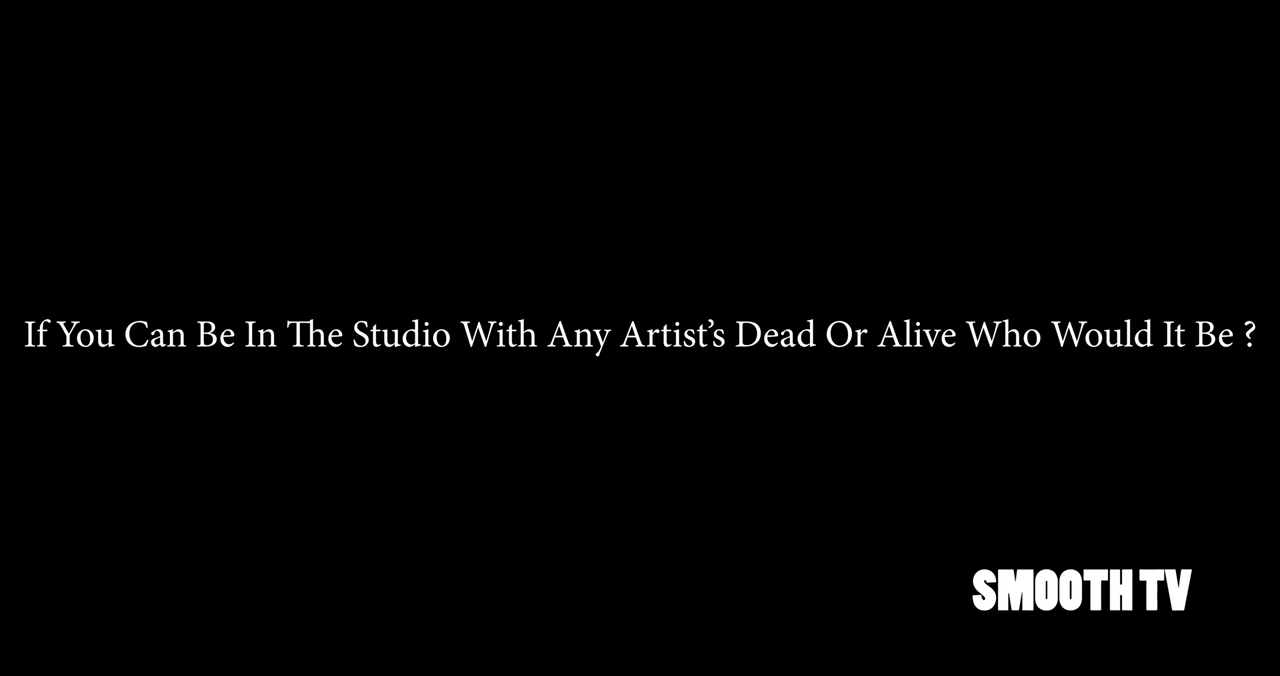 If You Can Be In The Studio With Any Artist’s Dead Or Alive Who Would It Be ?
SMOOTH TV